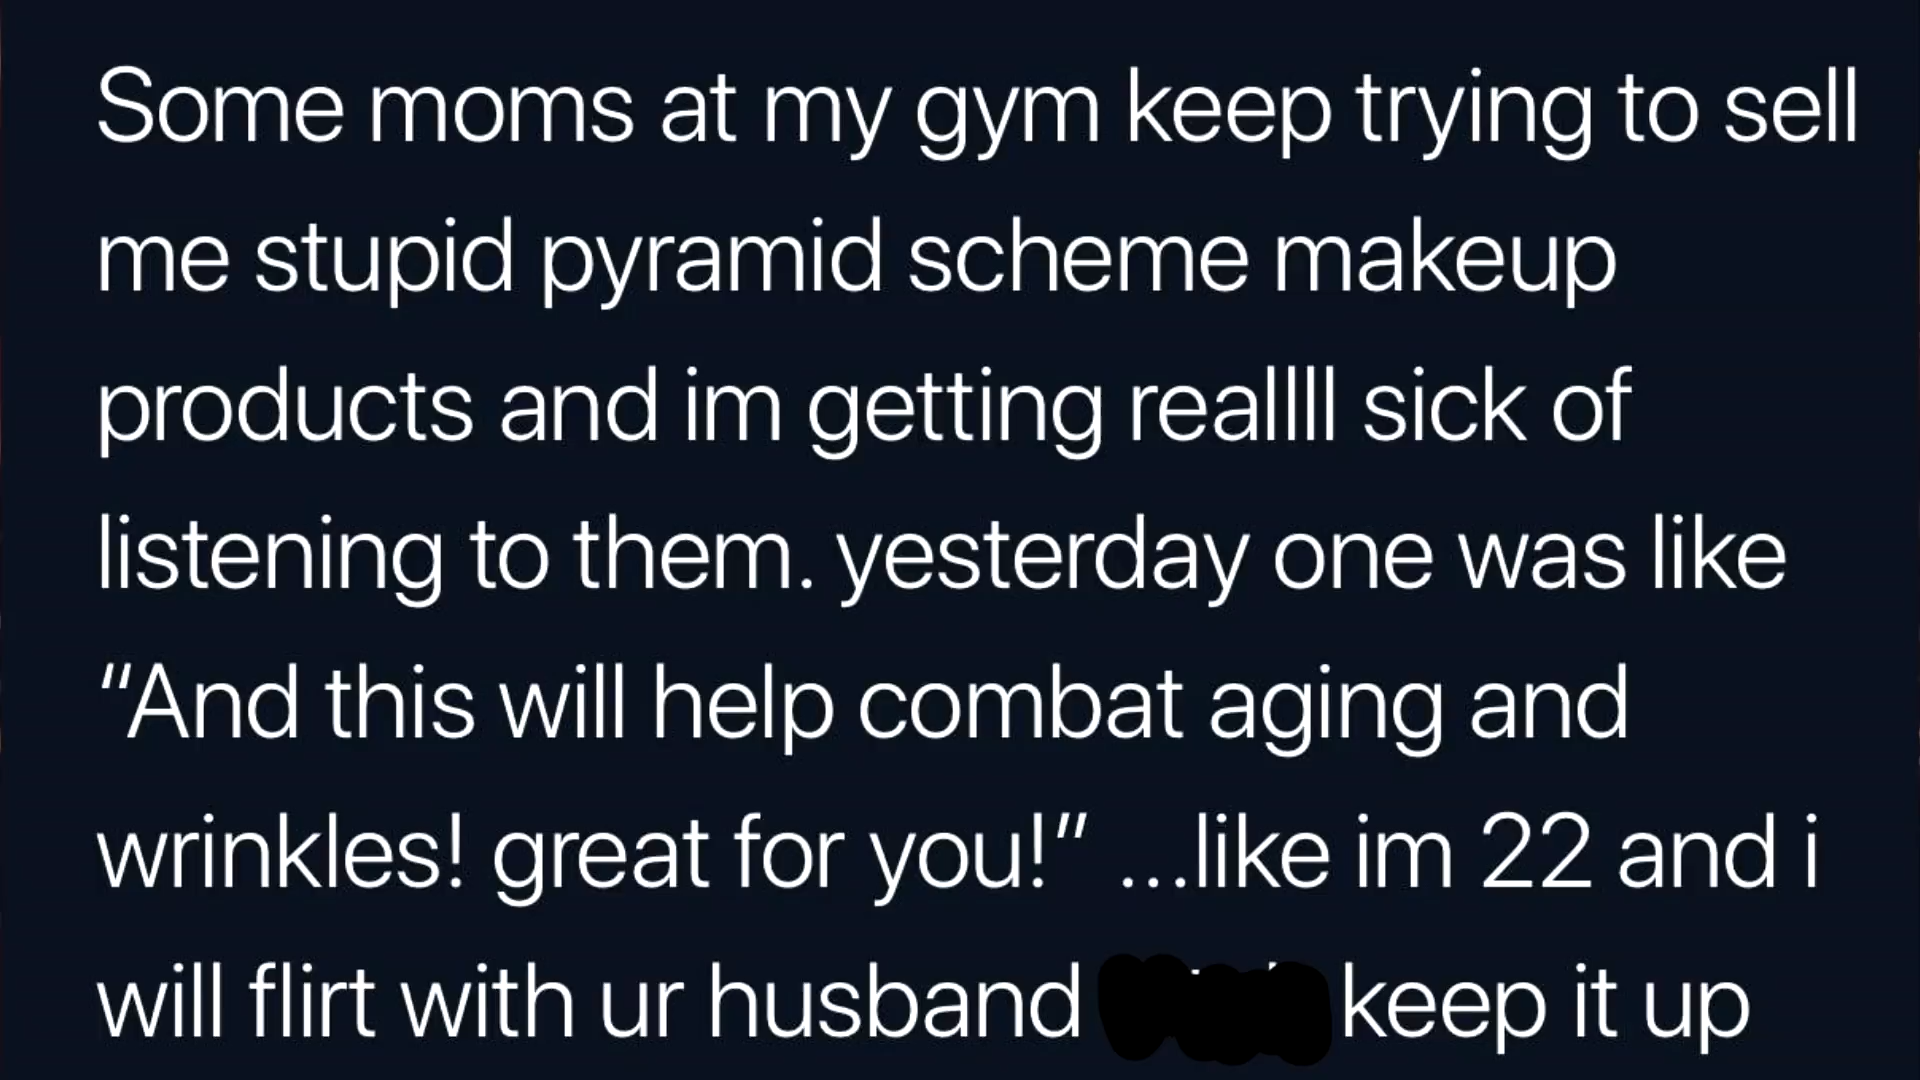 Some moms at my gym keep trying to sell
me stupid pyramid scheme makeup
products and im getting reallll sick of
listening to them. yesterday one was like
“And this will help combat aging and
wrinkles! great for you!” ...like im 22 and i
will flirt with ur husband keep it up